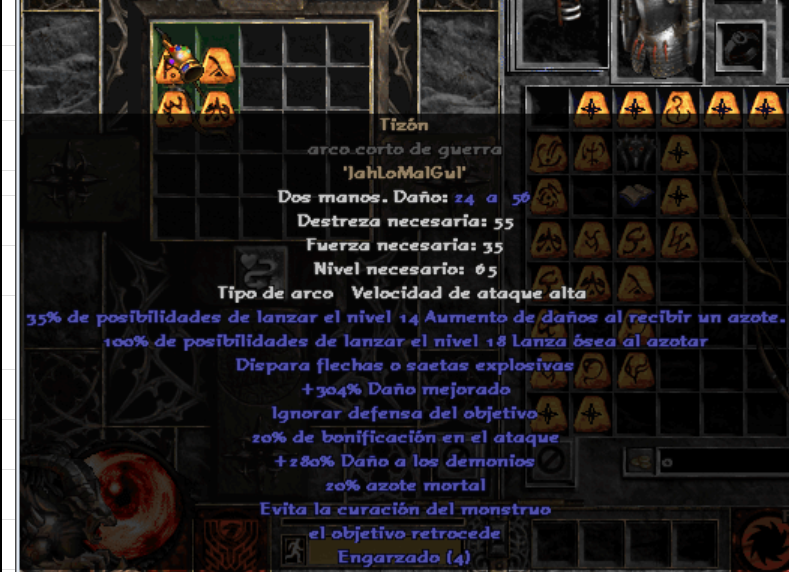 Tizón
arco corto de guerra
'JahLoMalGul'
Dos manos. Daño: 24 a 56
Destreza necesaria: 55
Fuerza necesaria: 35
Nivel necesario: 65
Tipo de arco Velocidad de ataque alta
35% de posibilidades de lanzar el nivel 14 Aumento de daños al recibir un azote.
100% de posibilidades de lanzar el nivel 18 Lanza ósea al azotar
Dispara flechas o saetas explosivas
+304% Daño mejorado
Ignorar defensa del objetivo
20% de bonificación en el ataque
+280% Daño a los demonios
20% azote mortal
Evita la curación del monstruo
el objetivo retrocede
Engarzado (4)
0